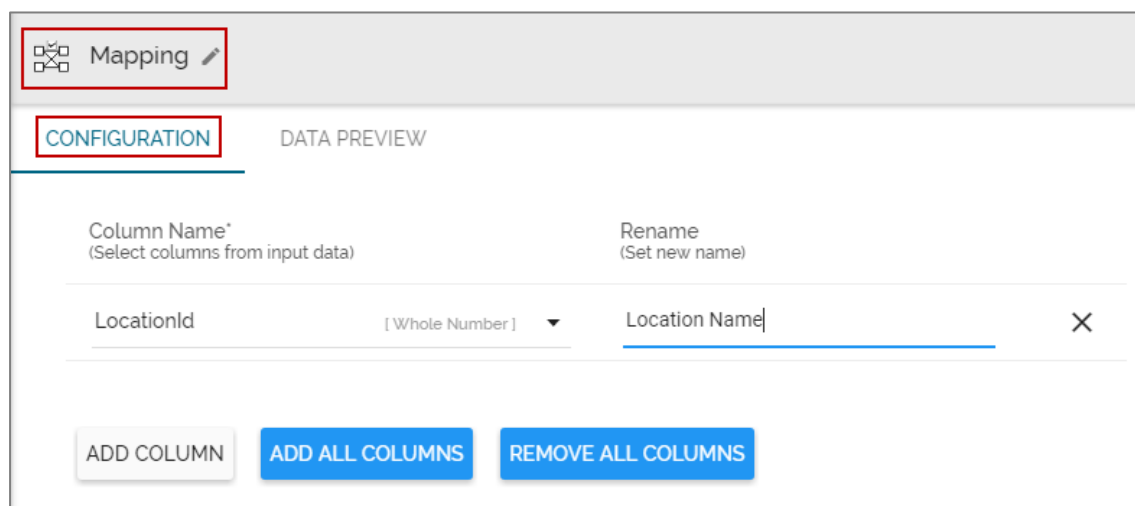 Mapping
CONFIGURATION DATA PREVIEW
Column Name* Rename
(Select columns from input data) (Set new name)
LocationId [ Whole Number ] Location Name
ADD COLUMN ADD ALL COLUMNS REMOVE ALL COLUMNS